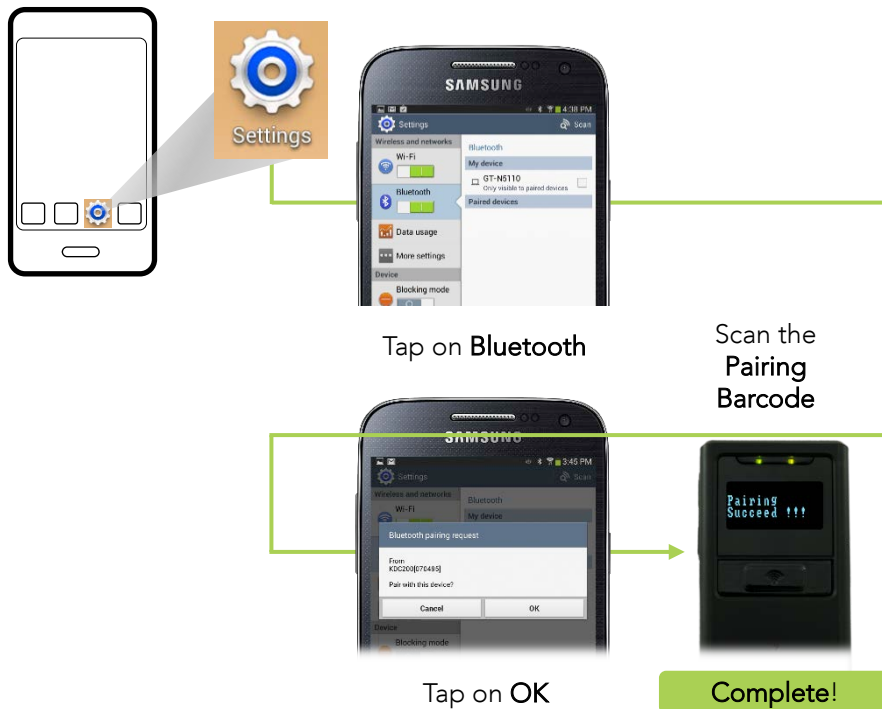 Settings
SAMSUNG
4:38 PM
Settings
Scan
Wireless and networks
Wi-Fi
Bluetooth
Data usage
More settings
Device
Blocking mode
Bluetooth
My device
GT-N5110
Only visible to paired devices
Paired devices
Tap on Bluetooth
Scan the
Pairing
Barcode
SAMSUNG
3:45 PM
Settings
Scan
Wireless and networks
Wi-Fi
Bluetooth
My device
Bluetooth pairing request
From
KDC200[070495]
Pair with this device?
Cancel
OK
Device
Blocking mode
Tap on OK
Pairing
Succeed !!!
Complete!